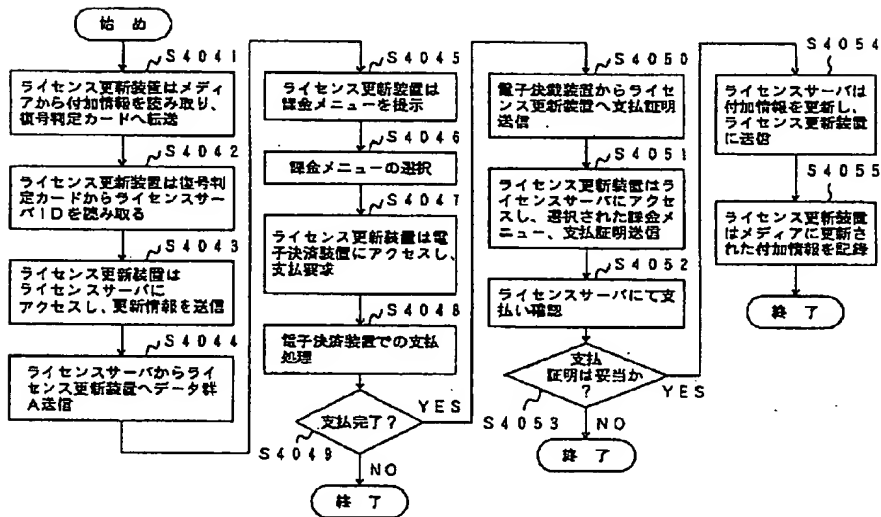 始め
S4041
ライセンス更新装置はメディ
アから付加情報を読み取り、
復号判定カードへ転送
S4042
ライセンス更新装置は復号判
定カードからライセンスサー
バIDを読み取る
S4043
ライセンス更新装置は
ライセンスサーバに
アクセスし、更新情報を送信
S4044
ライセンスサーバからライ
センス更新装置へデータ群
A送信
S4045
ライセンス更新装置は
課金メニューを提示
S4046
課金メニューの選択
S4047
ライセンス更新装置は電
子決済装置にアクセスし、
支払要求
S4048
電子決済装置での支払
処理
支払完了?
YES
S4049
NO
終了
S4050
電子決裁装置からライセ
ンス更新装置へ支払証明
送信
S4051
ライセンス更新装置はラ
イセンスサーバにアクセ
スし、選択された課金メ
ニュー、支払証明送信
S4052
ライセンスサーバにて支
払い確認
支払
証明は妥当か
?
YES
S4053
NO
終了
S4054
ライセンスサーバは
付加情報を更新し、
ライセンス更新装置
に送信
S4055
ライセンス更新装置
はメディアに更新さ
れた付加情報を記録
終了